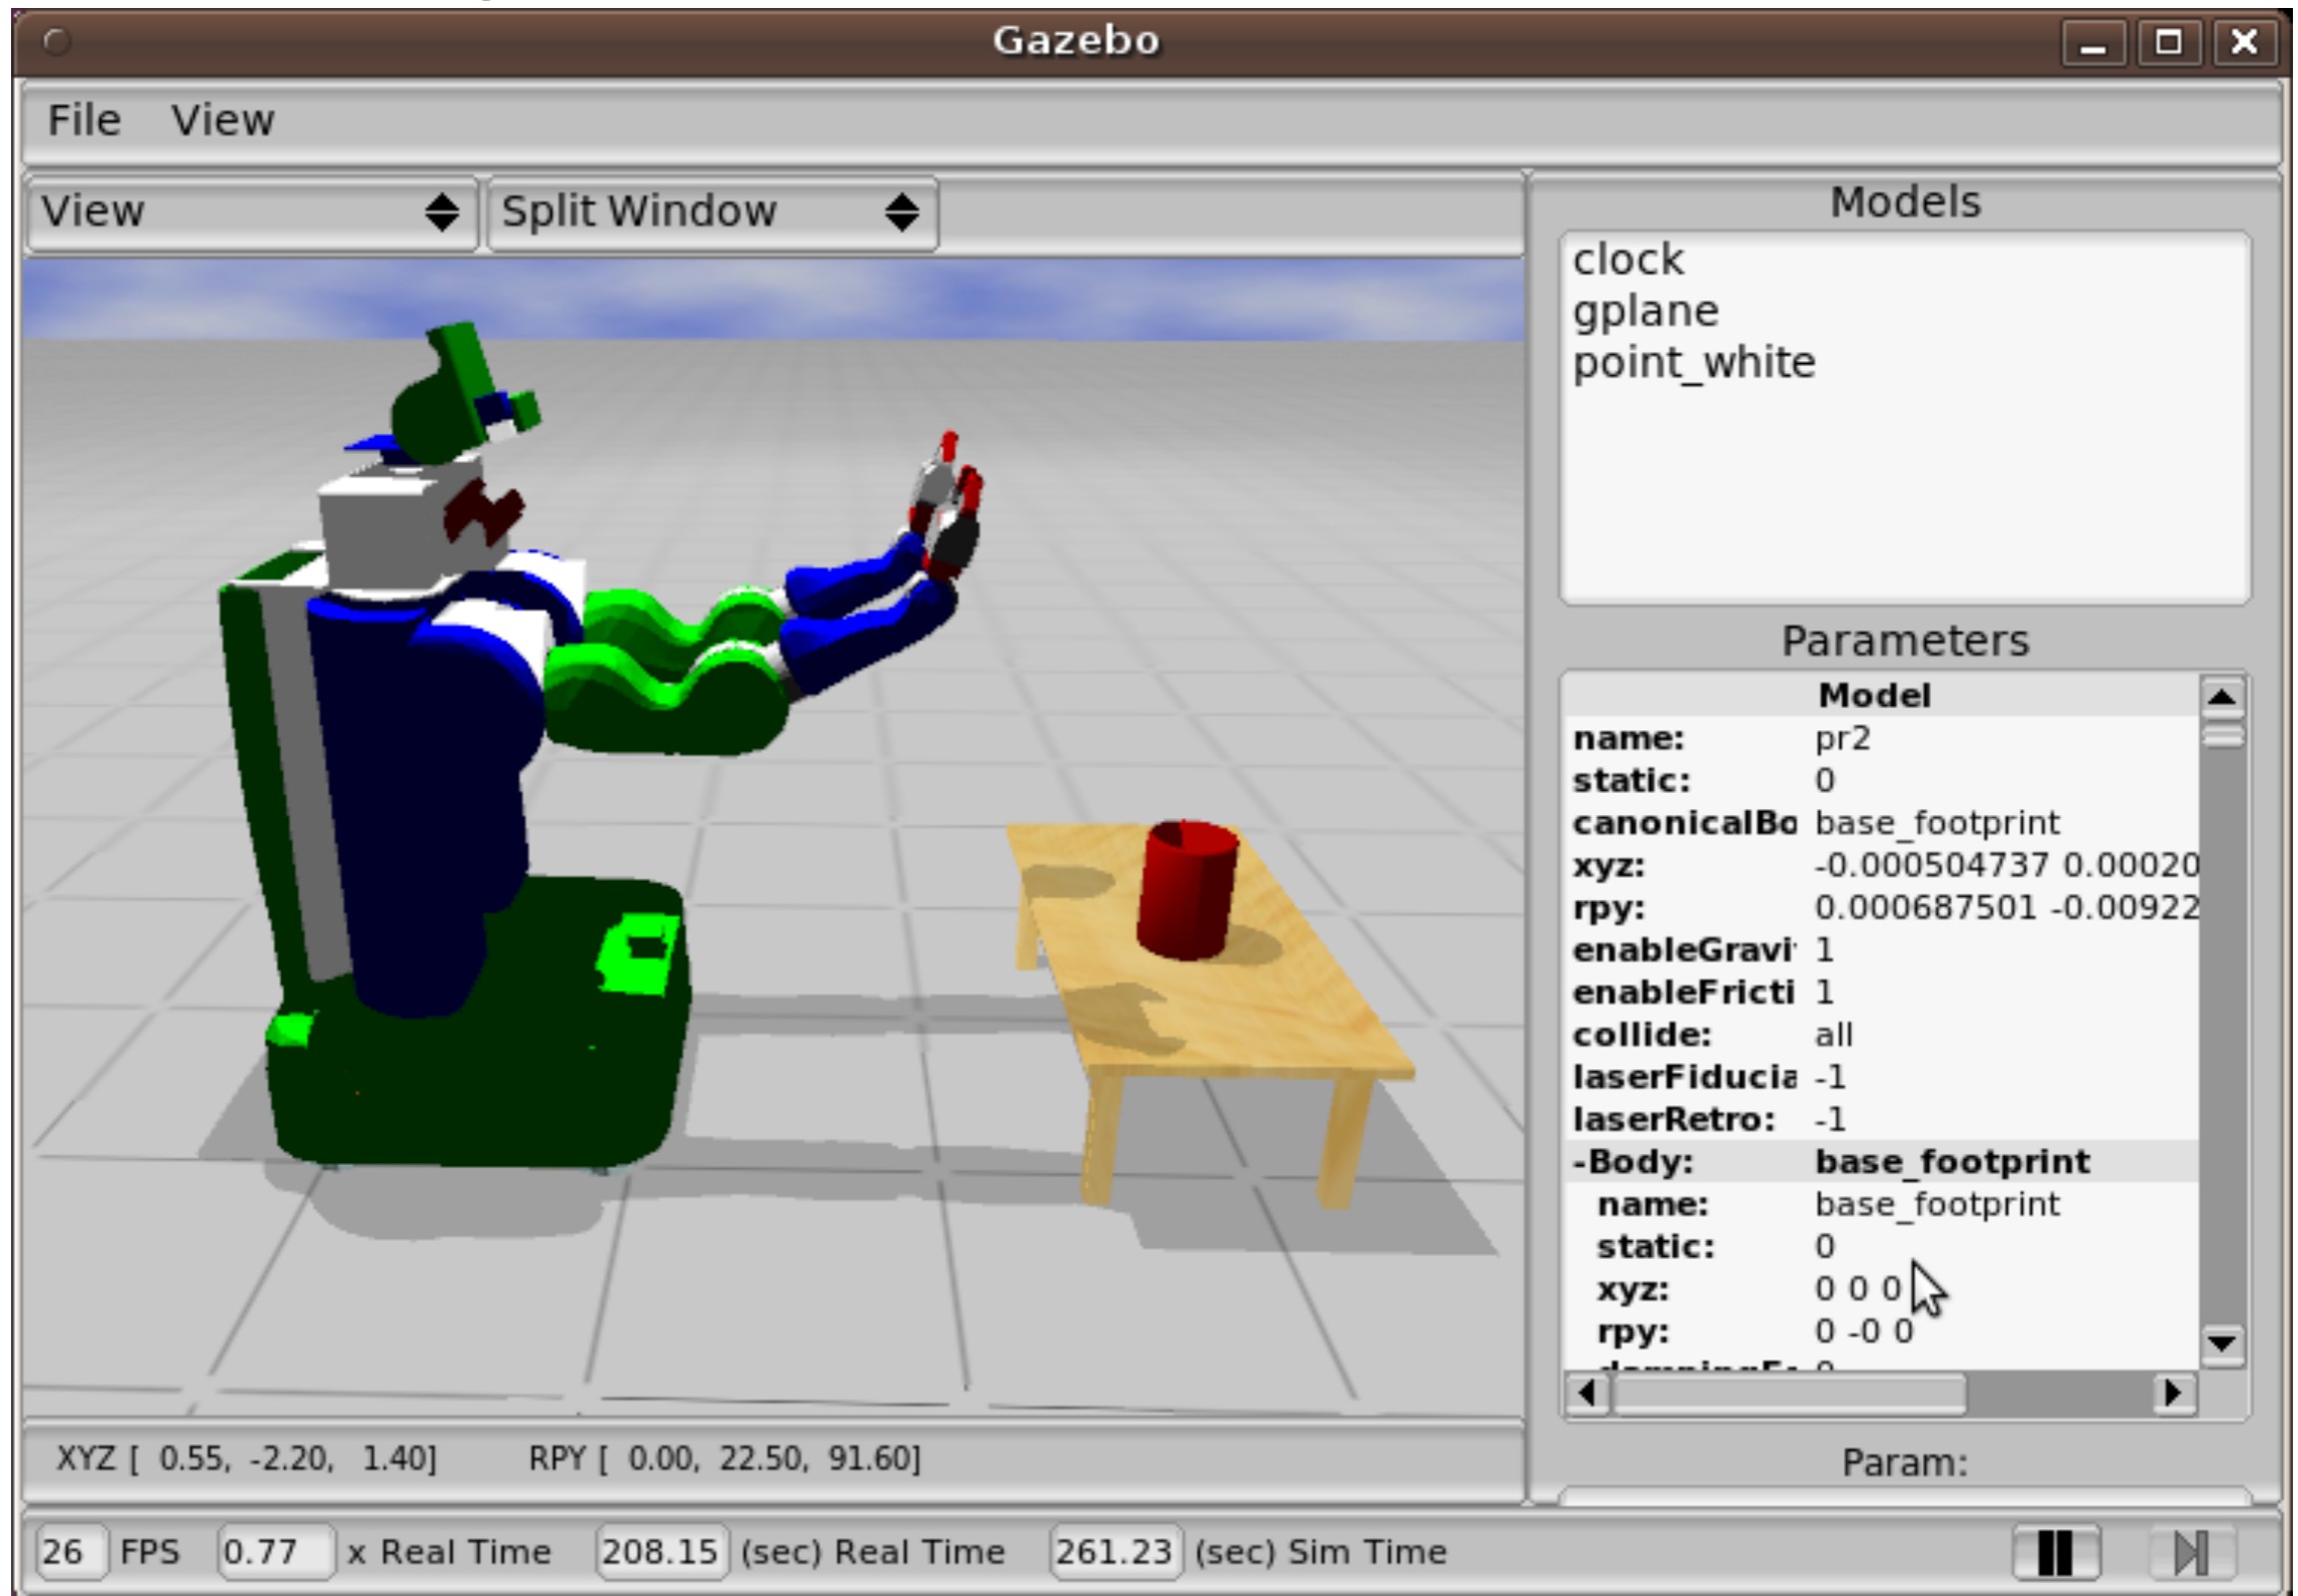 Gazebo
File View
View Split Window
Models
clock
gplane
point_white
Parameters
Model
name: pr2
static: 0
canonicalBo base_footprint
xyz: -0.000504737 0.00020
rpy: 0.000687501 -0.00922
enableGravi 1
enableFricti 1
collide: all
laserFiducia -1
laserRetro: -1
-Body: base_footprint
name: base_footprint
static: 0
xyz: 0 0 0
rpy: 0 -0 0
Param:
XYZ [ 0.55, -2.20, 1.40] RPY [ 0.00, 22.50, 91.60]
26 FPS 0.77 x Real Time 208.15 (sec) Real Time 261.23 (sec) Sim Time